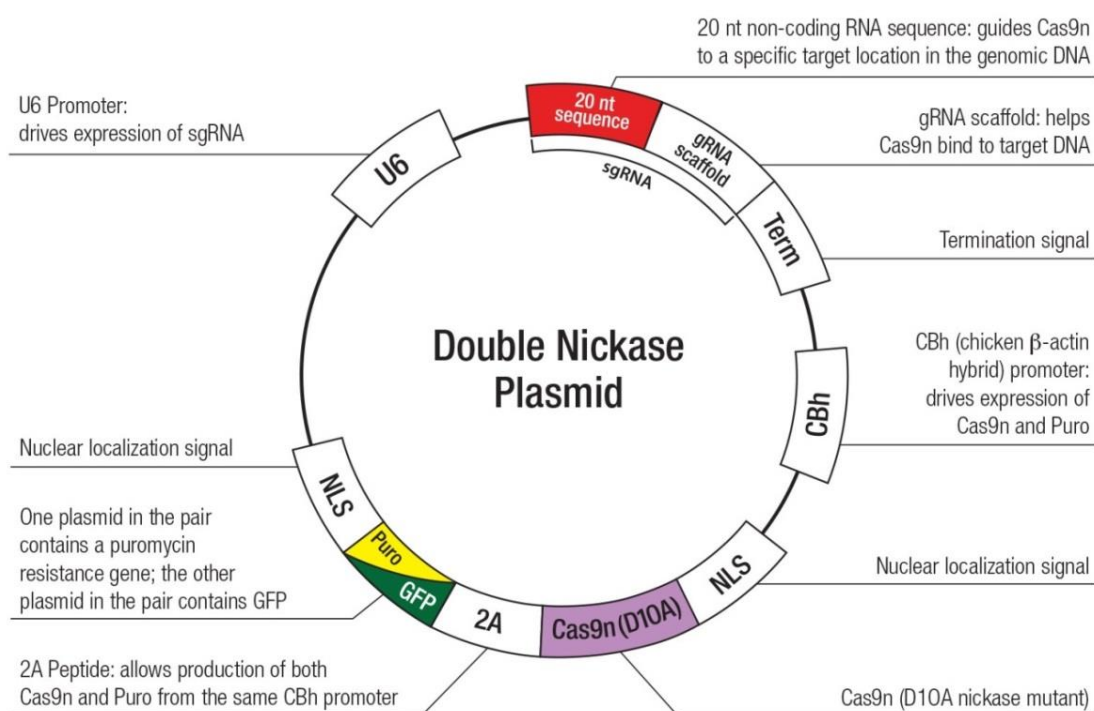 20 nt non-coding RNA sequence: guides Cas9n
to a specific target location in the genomic DNA
U6 Promoter:
drives expression of sgRNA
gRNA scaffold: helps
Cas9n bind to target DNA
Termination signal
CBh (chicken β-actin
hybrid) promoter:
drives expression of
Cas9n and Puro
Nuclear localization signal
Cas9n (D10A nickase mutant)
Nuclear localization signal
One plasmid in the pair
contains a puromycin
resistance gene; the other
plasmid in the pair contains GFP
2A Peptide: allows production of both
Cas9n and Puro from the same CBh promoter
20 nt
sequence
gRNA
scaffold
sgRNA
Term
CBh
NLS
Cas9n (D10A)
2A
GFP
Puro
NLS
U6
Double Nickase
Plasmid